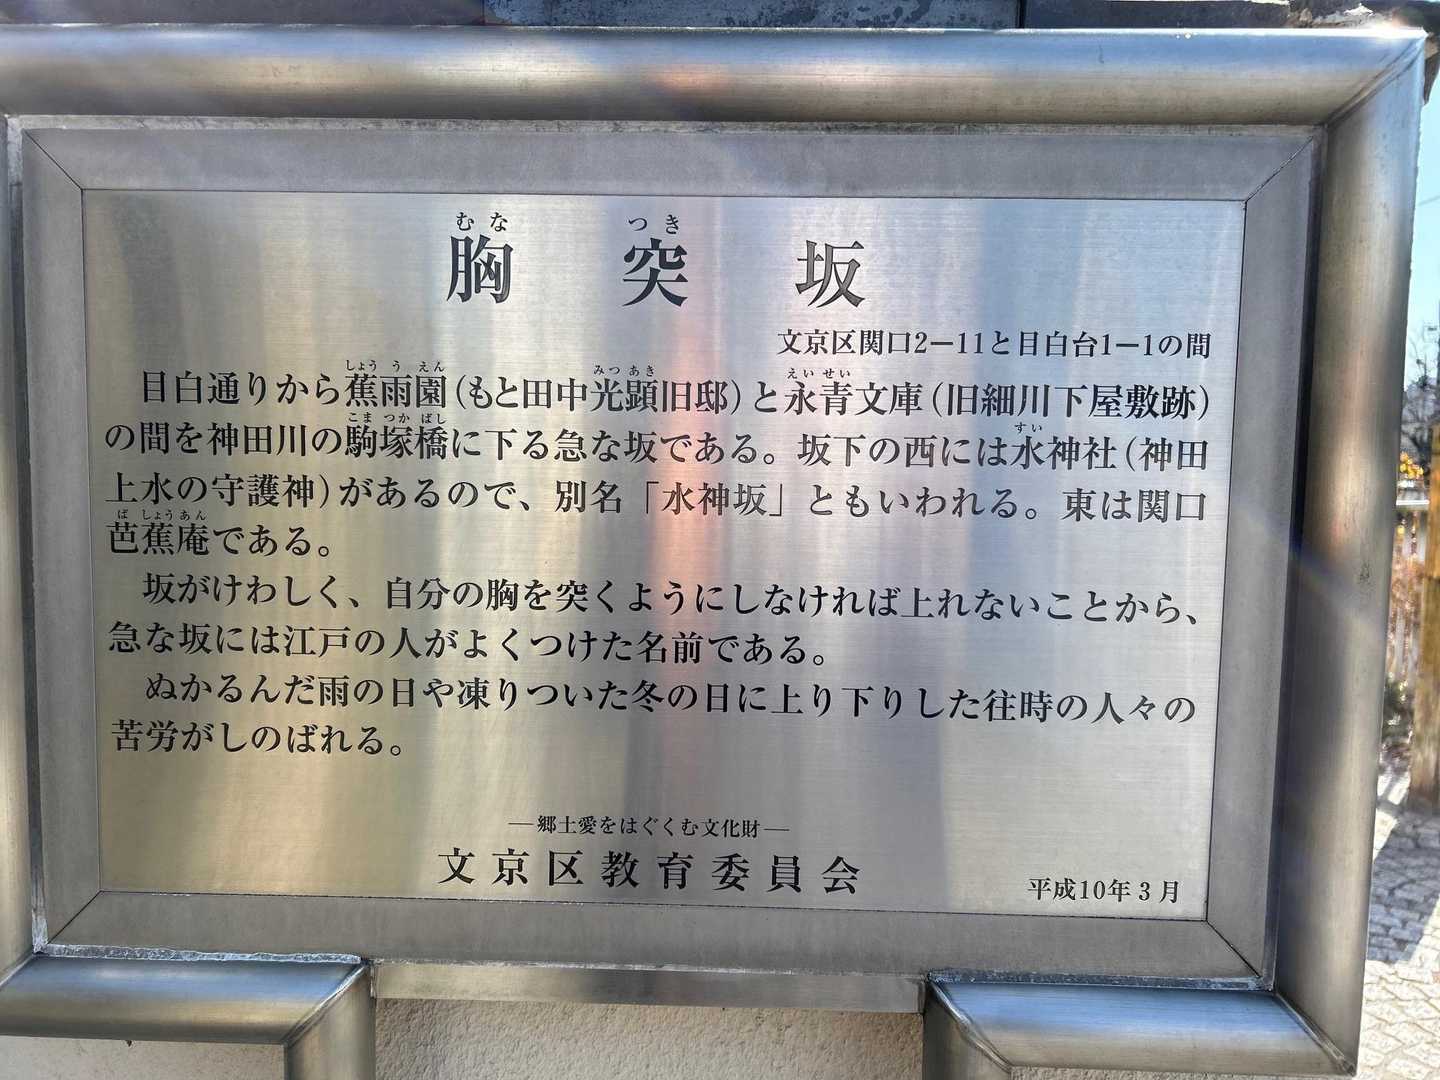 むな つき
胸突坂
文京区関口2－11と目白台1－1の間
しょう う えん みつ あき えい せい
目白通りから蕉雨園（もと田中光顕旧邸）と永青文庫（旧細川下屋敷跡）
こま つか ばし すい
の間を神田川の駒塚橋に下る急な坂である。坂下の西には水神社（神田
上水の守護神）があるので、別名「水神坂」ともいわれる。東は関口
ば しょう あん
芭蕉庵である。
坂がけわしく、自分の胸を突くようにしなければ上れないことから、
急な坂には江戸の人がよくつけた名前である。
ぬかるんだ雨の日や凍りついた冬の日に上り下りした往時の人々の
苦労がしのばれる。
―郷土愛をはぐくむ文化財―
文京区教育委員会
平成10年3月